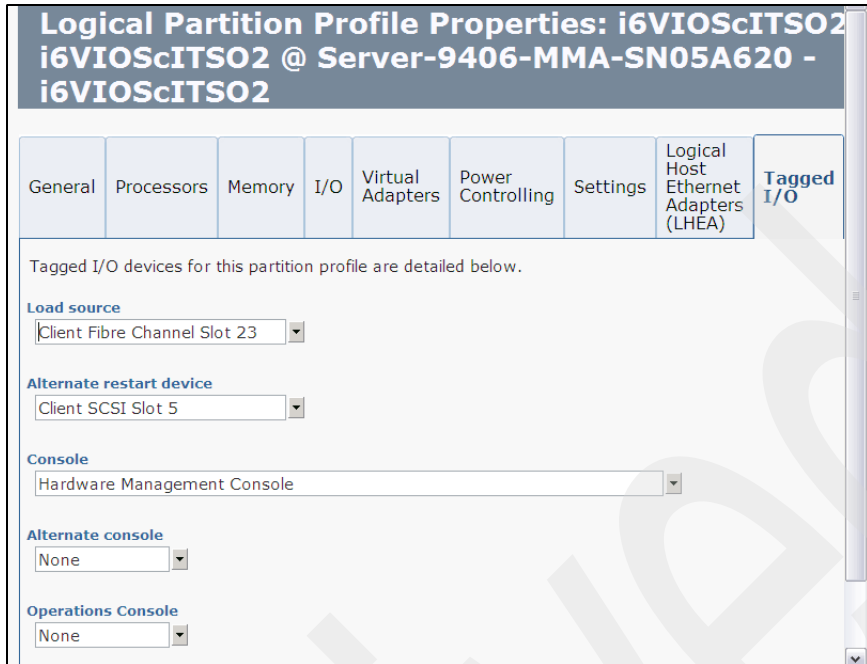 Logical Partition Profile Properties: i6VIOScITSO2
i6VIOScITSO2 @ Server-9406-MMA-SN05A620 -
i6VIOScITSO2
General
Processors
Memory
I/O
Virtual
Adapters
Power
Controlling
Settings
Logical
Host
Ethernet
Adapters
(LHEA)
Tagged
I/O
Tagged I/O devices for this partition profile are detailed below.
Load source
Client Fibre Channel Slot 23
Alternate restart device
Client SCSI Slot 5
Console
Hardware Management Console
Alternate console
None
Operations Console
None